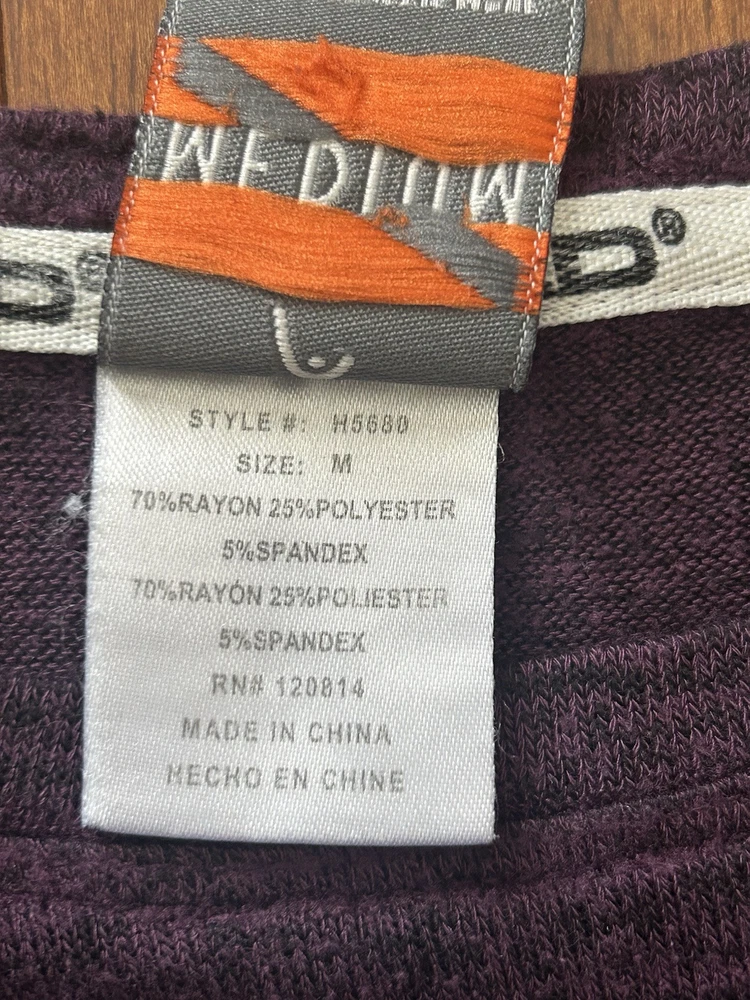 MEDIUM
D®
STYLE #: H5680
SIZE: M
70%RAYON 25%POLYESTER
5%SPANDEX
70%RAYÓN 25%POLIESTER
5%SPANDEX
RN# 120814
MADE IN CHINA
HECHO EN CHINE